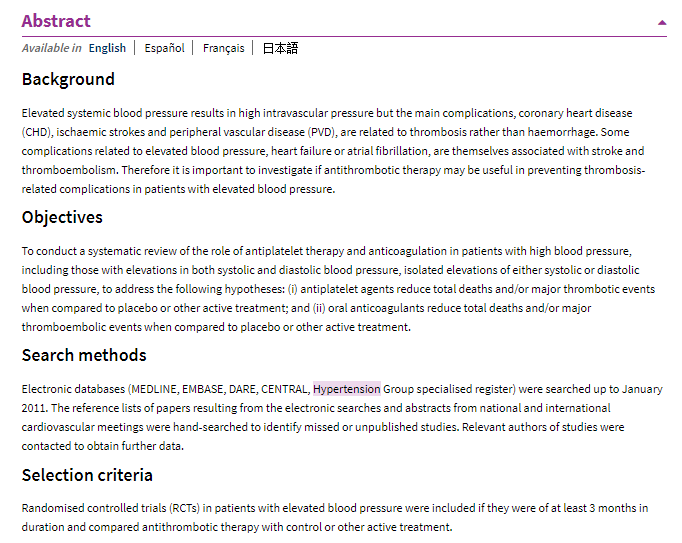 Abstract
Available in English | Español | Français | 日本語
Background
Elevated systemic blood pressure results in high intravascular pressure but the main complications, coronary heart disease
(CHD), ischaemic strokes and peripheral vascular disease (PVD), are related to thrombosis rather than haemorrhage. Some
complications related to elevated blood pressure, heart failure or atrial fibrillation, are themselves associated with stroke and
thromboembolism. Therefore it is important to investigate if antithrombotic therapy may be useful in preventing thrombosis-
related complications in patients with elevated blood pressure.
Objectives
To conduct a systematic review of the role of antiplatelet therapy and anticoagulation in patients with high blood pressure,
including those with elevations in both systolic and diastolic blood pressure, isolated elevations of either systolic or diastolic
blood pressure, to address the following hypotheses: (i) antiplatelet agents reduce total deaths and/or major thrombotic events
when compared to placebo or other active treatment; and (ii) oral anticoagulants reduce total deaths and/or major
thromboembolic events when compared to placebo or other active treatment.
Search methods
Electronic databases (MEDLINE, EMBASE, DARE, CENTRAL, Hypertension Group specialised register) were searched up to January
2011. The reference lists of papers resulting from the electronic searches and abstracts from national and international
cardiovascular meetings were hand-searched to identify missed or unpublished studies. Relevant authors of studies were
contacted to obtain further data.
Selection criteria
Randomised controlled trials (RCTs) in patients with elevated blood pressure were included if they were of at least 3 months in
duration and compared antithrombotic therapy with control or other active treatment.